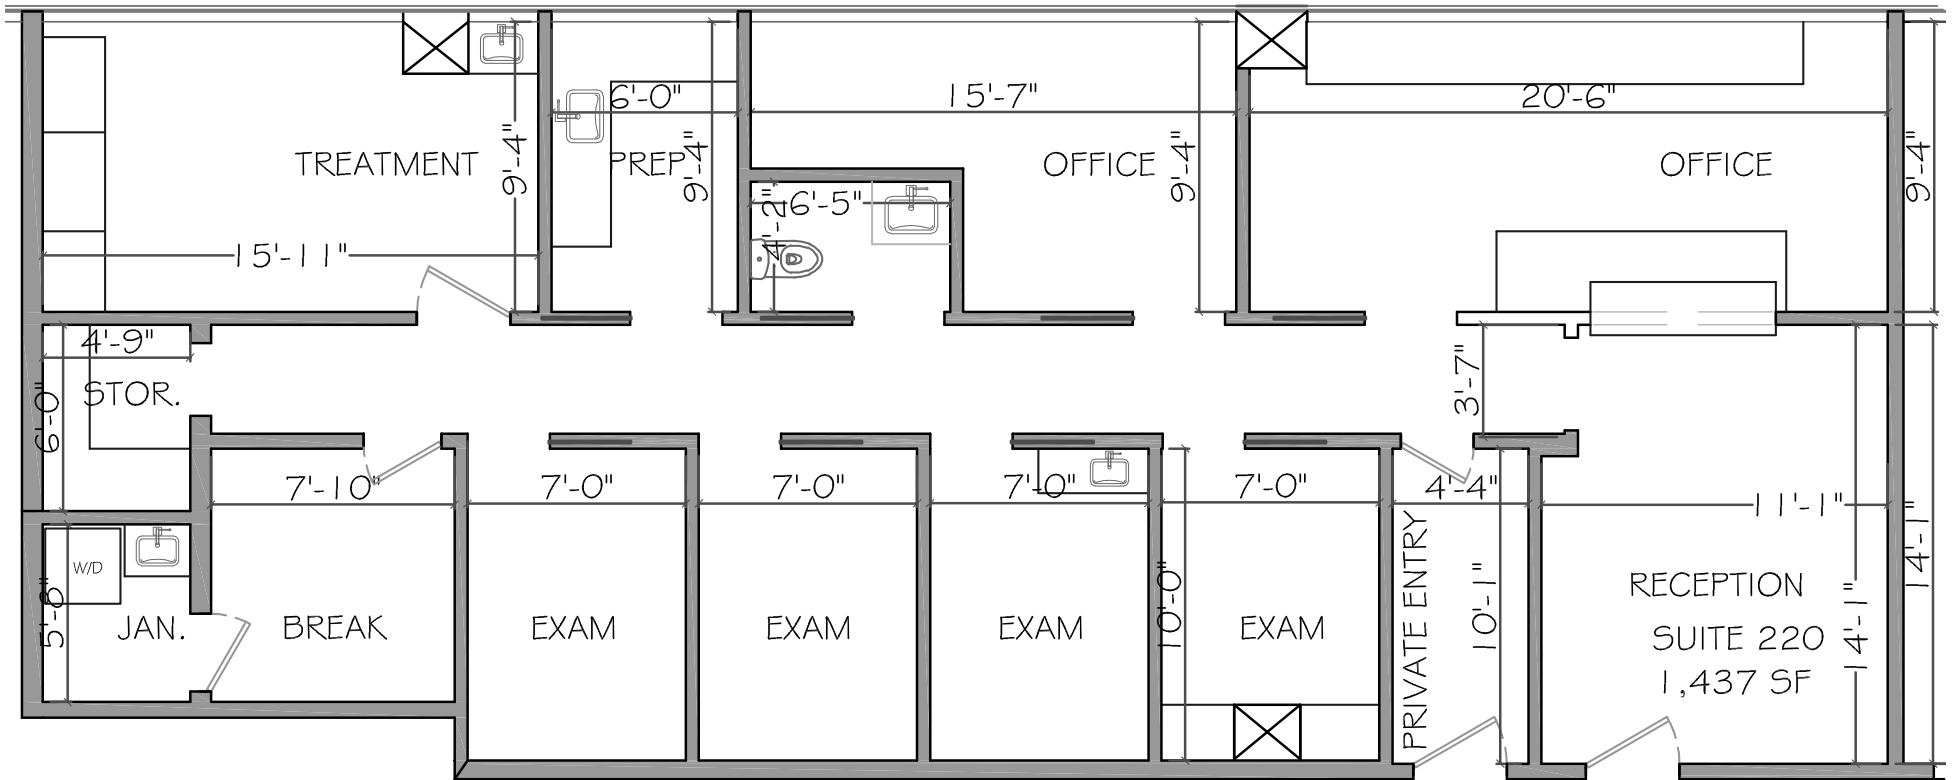 6'-0"
15'-7"
20'-6"
TREATMENT
9'-4"
PREP
9'-4"
OFFICE
9'-4"
OFFICE
9'-4"
6'-5"
4'-2"
15'-11"
4'-9"
STOR.
6'-0"
3'-7"
7'-10"
7'-0"
7'-0"
7'-0"
7'-0"
4'-4"
11'-1"
14'-1"
W/D
5'-8"
JAN.
BREAK
EXAM
EXAM
EXAM
10'-0"
EXAM
PRIVATE ENTRY
10'-1"
RECEPTION
SUITE 220
1,437 SF
14'-1"